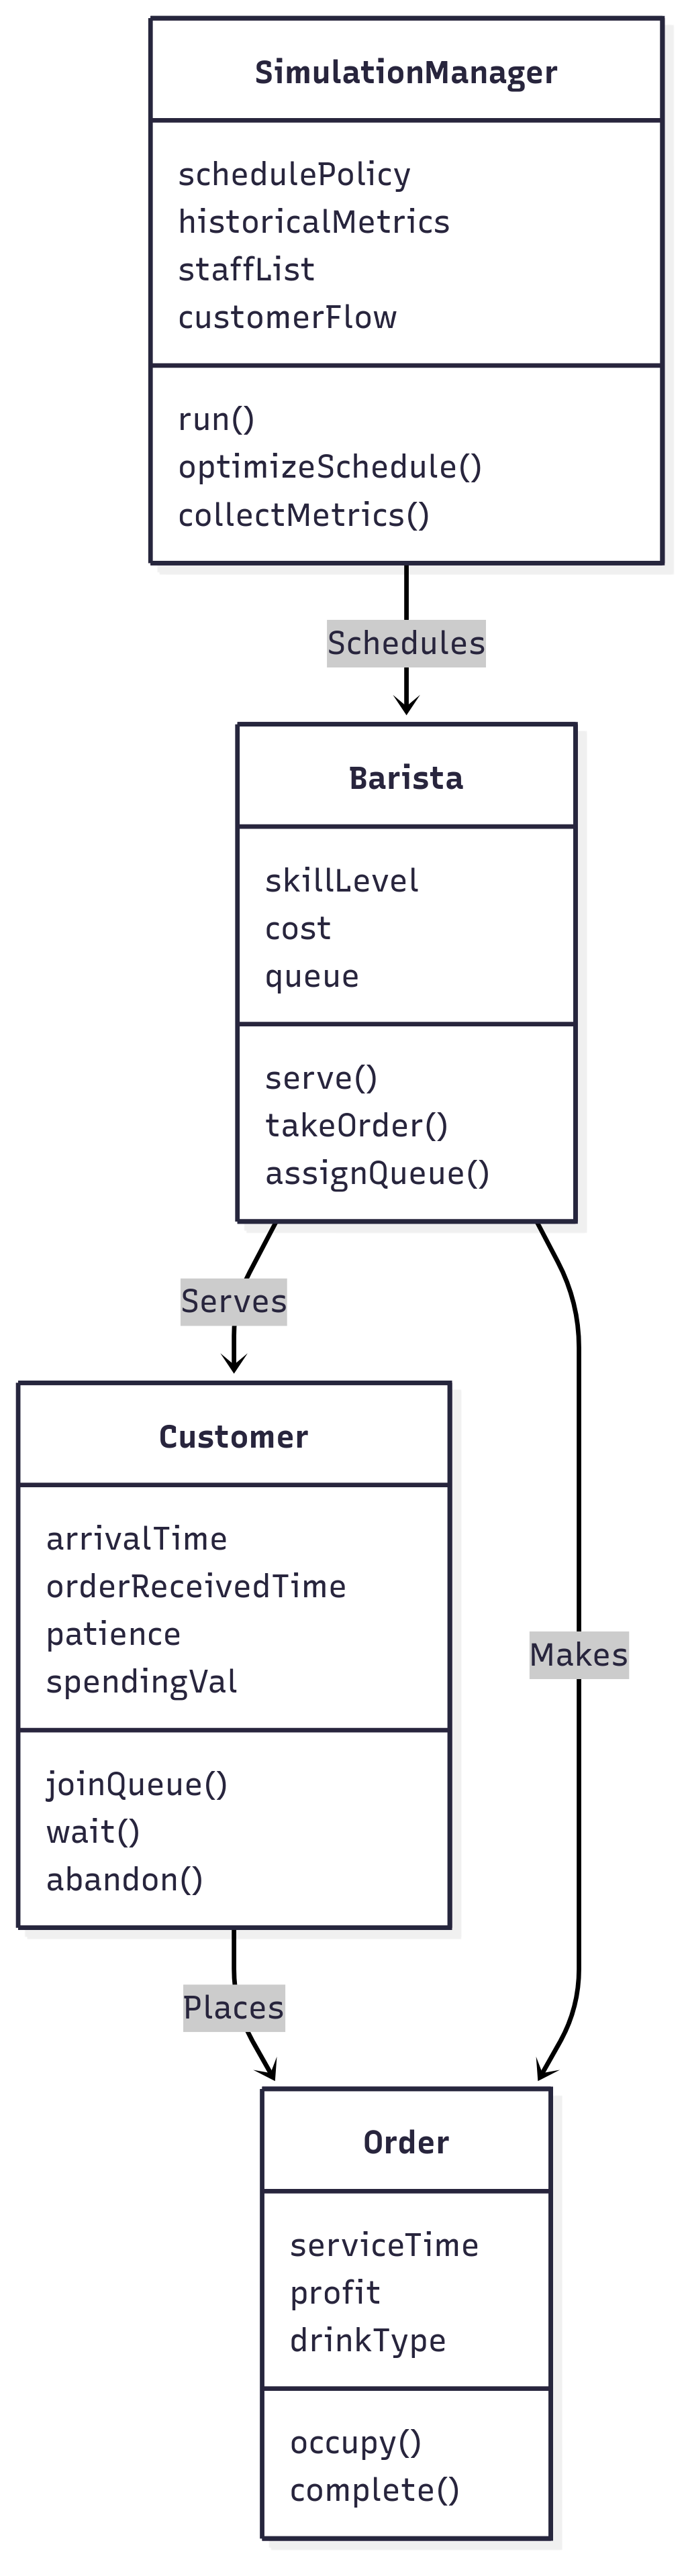 SimulationManager
schedulePolicy
historicalMetrics
staffList
customerFlow
run()
optimizeSchedule()
collectMetrics()
Schedules
Barista
skillLevel
cost
queue
serve()
takeOrder()
assignQueue()
Serves
Customer
arrivalTime
orderReceivedTime
patience
spendingVal
joinQueue()
wait()
abandon()
Makes
Places
Order
serviceTime
profit
drinkType
occupy()
complete()